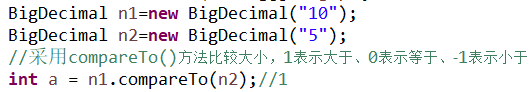 BigDecimal n1=new BigDecimal("10");
BigDecimal n2=new BigDecimal("5");
//采用compareTo()方法比较大小，1表示大于、0表示等于、-1表示小于
int a = n1.compareTo(n2);//1